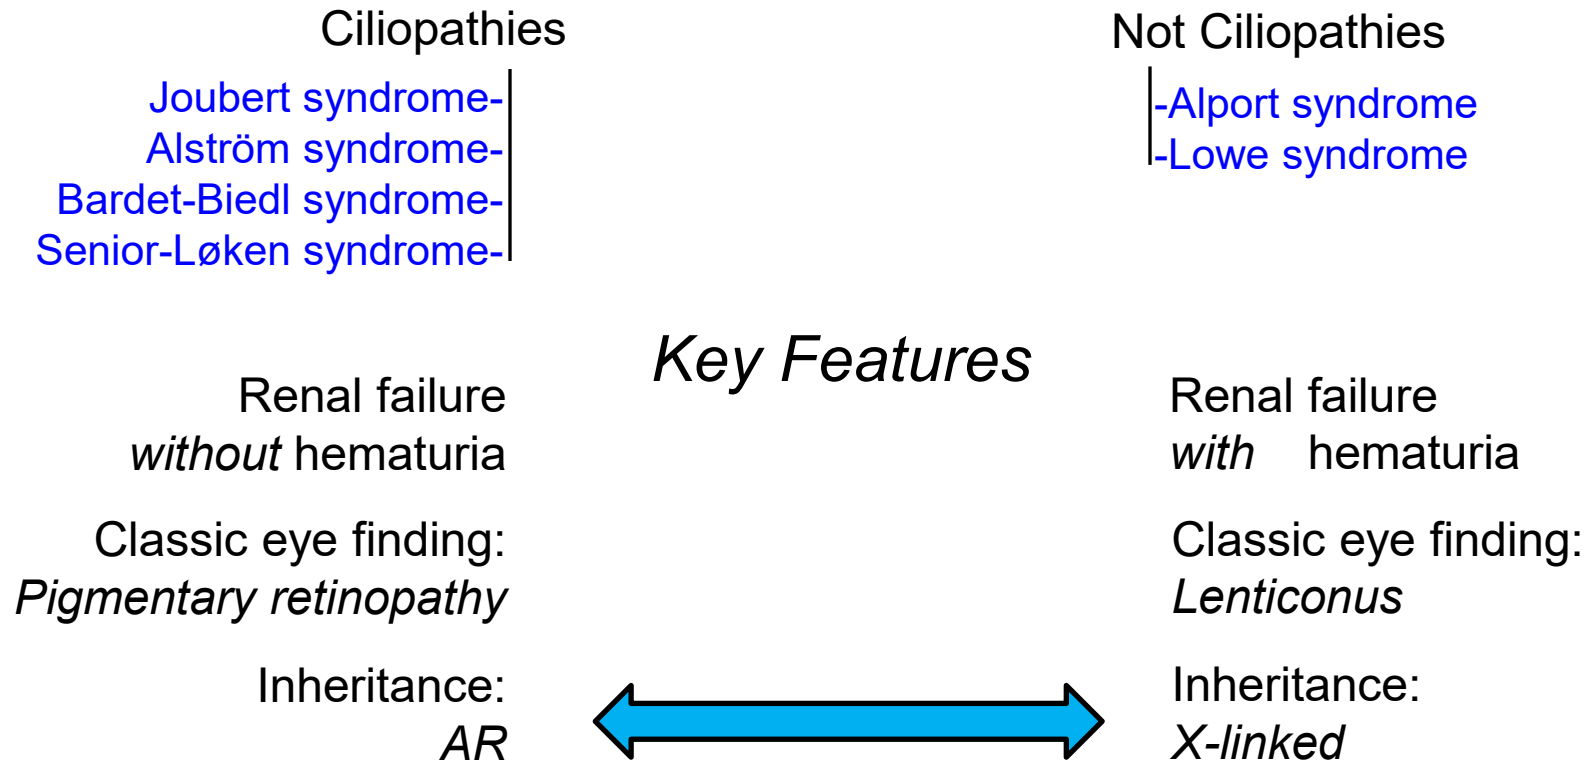 Ciliopathies
Joubert syndrome-
Alström syndrome-
Bardet-Biedl syndrome-
Senior-Løken syndrome-
Not Ciliopathies
-Alport syndrome
-Lowe syndrome
Key Features
Renal failure
without hematuria
Renal failure
with hematuria
Classic eye finding:
Pigmentary retinopathy
Classic eye finding:
Lenticonus
Inheritance:
AR
Inheritance:
X-linked